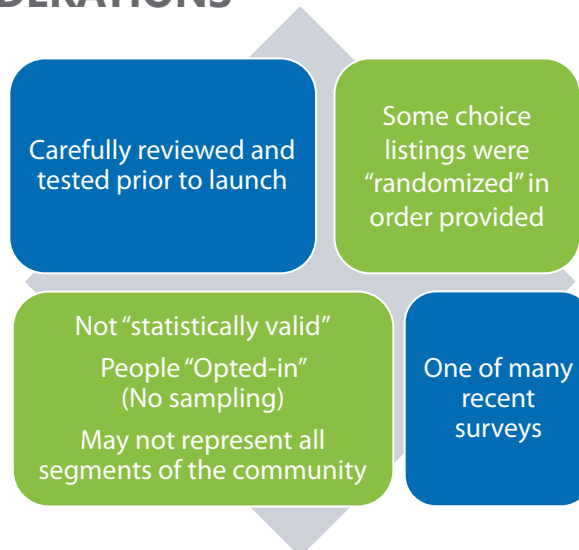 Carefully reviewed and
tested prior to launch
Some choice
listings were
“randomized” in
order provided
Not “statistically valid”
People “Opted-in”
(No sampling)
May not represent all
segments of the community
One of many
recent
surveys